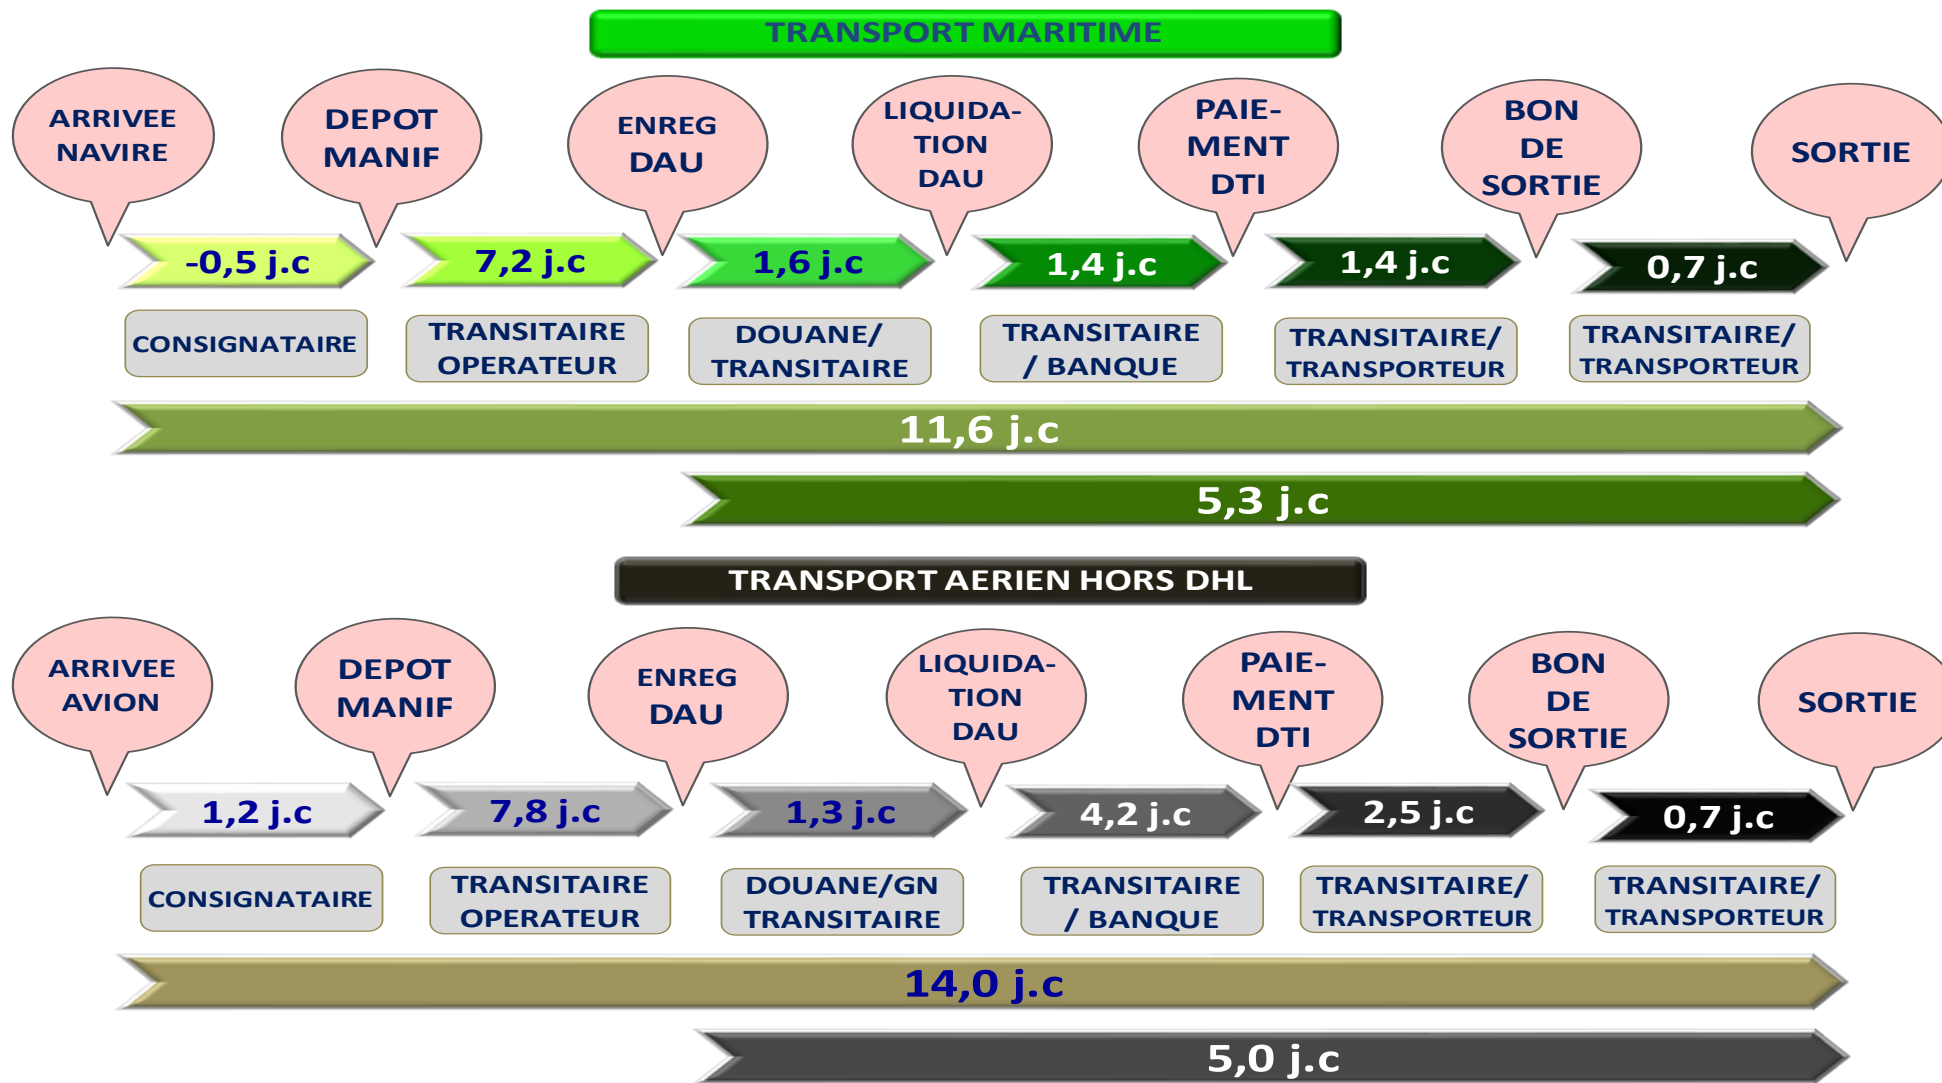 TRANSPORT MARITIME
ARRIVEE
NAVIRE
DEPOT
MANIF
ENREG
DAU
LIQUIDA-
TION
DAU
PAIE-
MENT
DTI
BON
DE
SORTIE
SORTIE
-0,5 j.c
7,2 j.c
1,6 j.c
1,4 j.c
1,4 j.c
0,7 j.c
CONSIGNATAIRE
TRANSITAIRE
OPERATEUR
DOUANE/
TRANSITAIRE
TRANSITAIRE
/ BANQUE
TRANSITAIRE/
TRANSPORTEUR
TRANSITAIRE/
TRANSPORTEUR
11,6 j.c
5,3 j.c
TRANSPORT AERIEN HORS DHL
ARRIVEE
AVION
DEPOT
MANIF
ENREG
DAU
LIQUIDA-
TION
DAU
PAIE-
MENT
DTI
BON
DE
SORTIE
SORTIE
1,2 j.c
7,8 j.c
1,3 j.c
4,2 j.c
2,5 j.c
0,7 j.c
CONSIGNATAIRE
TRANSITAIRE
OPERATEUR
DOUANE/GN
TRANSITAIRE
TRANSITAIRE
/ BANQUE
TRANSITAIRE/
TRANSPORTEUR
TRANSITAIRE/
TRANSPORTEUR
14,0 j.c
5,0 j.c